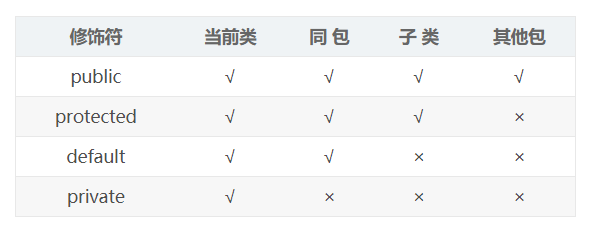 修饰符 当前类 同 包 子 类 其他包
public √ √ √ √
protected √ √ √ ×
default √ √ × ×
private √ × × ×